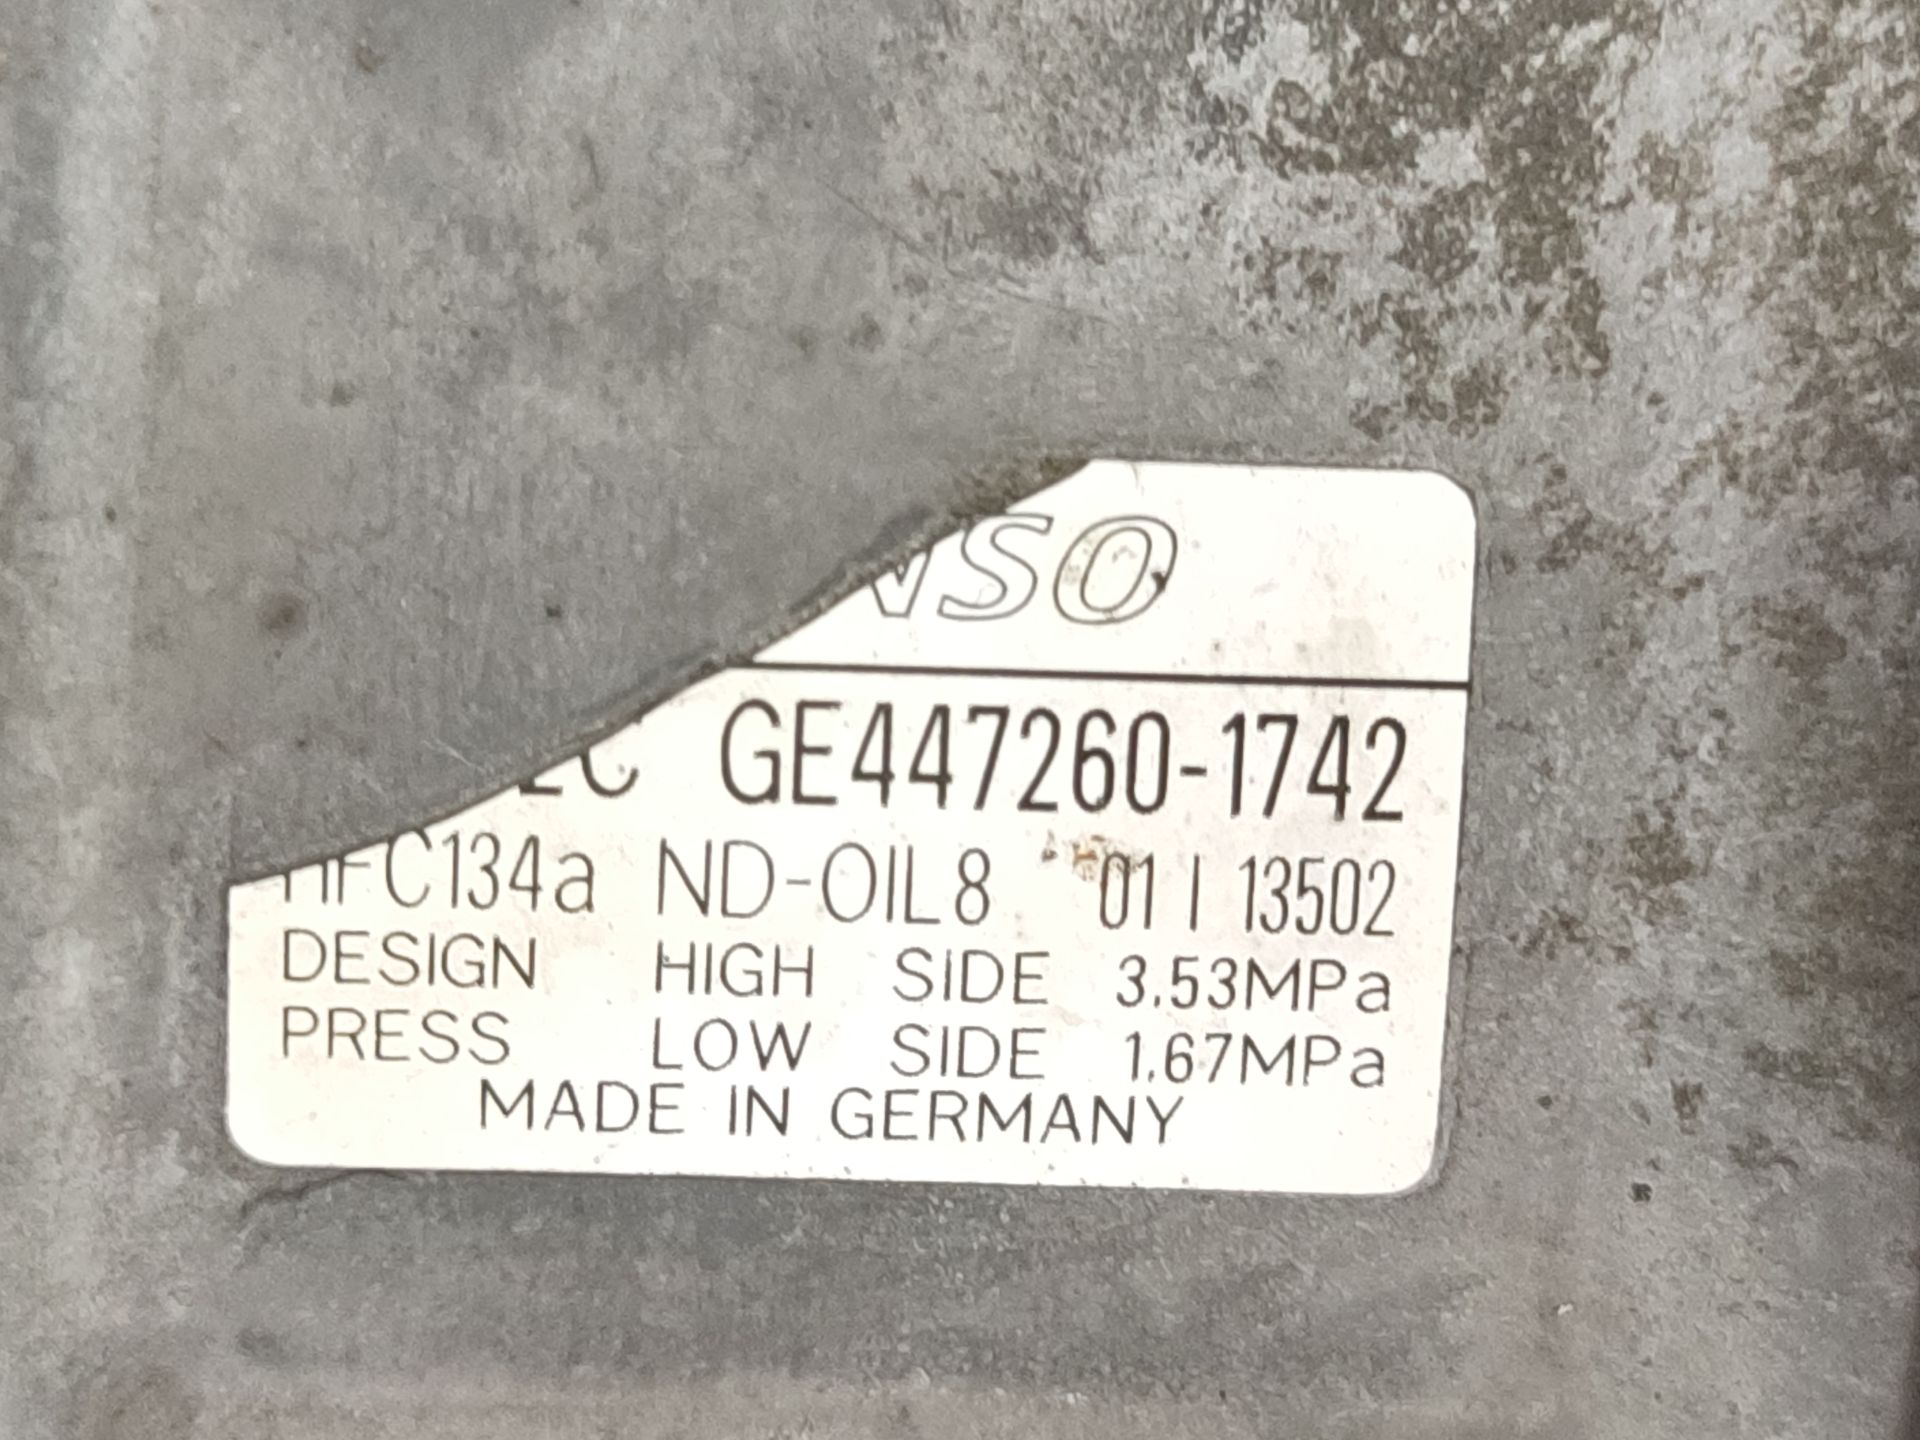 NSO
C GE447260-1742
HFC134a ND-OIL8 01 I 13502
DESIGN HIGH SIDE 3.53MPa
PRESS LOW SIDE 1.67MPa
MADE IN GERMANY